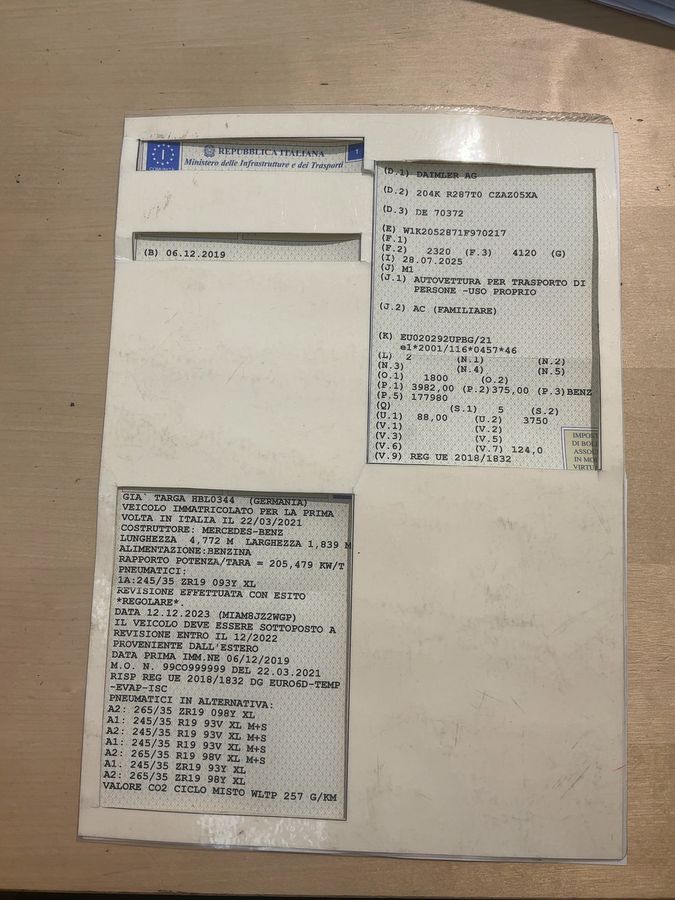 REPUBBLICA ITALIANA
Ministero delle Infrastrutture e dei Trasporti
1
I
(B) 06.12.2019
(D.1) DAIMLER AG
(D.2) 204K R287T0 CZAZ05XA
(D.3) DE 70372
(E) W1K2052871F970217
(F.1)
(F.2) 2320 (F.3) 4120 (G)
(I) 28.07.2025
(J) M1
(J.1) AUTOVETTURA PER TRASPORTO DI
PERSONE -USO PROPRIO
(J.2) AC (FAMILIARE)
(K) EU020292UPBG/21
e1*2001/116*0457*46
(L) 2 (N.1) (N.2)
(N.3) (N.4) (N.5)
(O.1) 1800 (O.2)
(P.1) 3982,00 (P.2)375,00 (P.3)BENZ
(P.5) 177980
(Q) (S.1) 5 (S.2)
(U.1) 88,00 (U.2) 3750
(V.1) (V.2)
(V.3) (V.5)
(V.6) (V.7) 124,0
(V.9) REG UE 2018/1832
IMPOST
DI BOL
ASSOL
IN MO
VIRTU
GIA` TARGA HBL0344 (GERMANIA)
VEICOLO IMMATRICOLATO PER LA PRIMA
VOLTA IN ITALIA IL 22/03/2021
COSTRUTTORE: MERCEDES-BENZ
LUNGHEZZA 4,772 M LARGHEZZA 1,839 M
ALIMENTAZIONE:BENZINA
RAPPORTO POTENZA/TARA = 205,479 KW/T
PNEUMATICI:
1A:245/35 ZR19 093Y XL
REVISIONE EFFETTUATA CON ESITO
*REGOLARE*.
DATA 12.12.2023 (MIAM8JZ2WGP)
IL VEICOLO DEVE ESSERE SOTTOPOSTO A
REVISIONE ENTRO IL 12/2022
PROVENIENTE DALL'ESTERO
DATA PRIMA IMM.NE 06/12/2019
M.O. N. 99CO999999 DEL 22.03.2021
RISP REG UE 2018/1832 DG EURO6D-TEMP
-EVAP-ISC
PNEUMATICI IN ALTERNATIVA:
A2: 265/35 ZR19 098Y XL
A1: 245/35 R19 93V XL M+S
A2: 245/35 R19 93V XL M+S
A1: 245/35 R19 93V XL M+S
A2: 265/35 R19 98V XL M+S
A1. 245/35 ZR19 93Y XL
A2: 265/35 ZR19 98Y XL
VALORE CO2 CICLO MISTO WLTP 257 G/KM